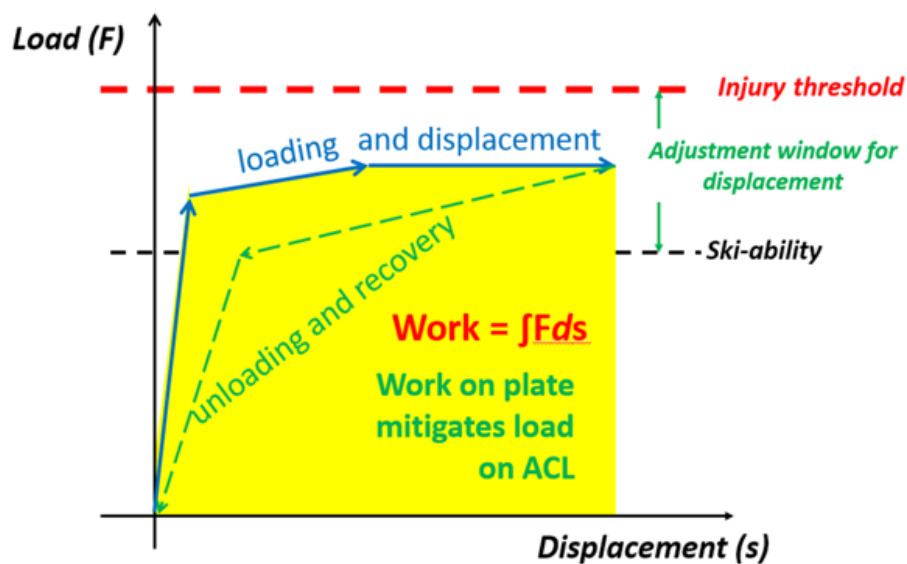 Load (F)
Injury threshold
loading and displacement
Adjustment window for
displacement
Ski-ability
unloading and recovery
Work = ∫Fds
Work on plate
mitigates load
on ACL
Displacement (s)